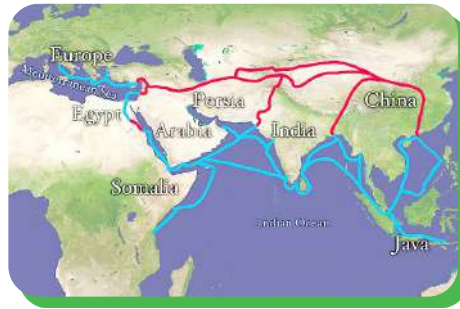 Europe
Mediterranean Sea
Egypt
Persia
China
Arabia
India
Somalia
Indian Ocean
Java